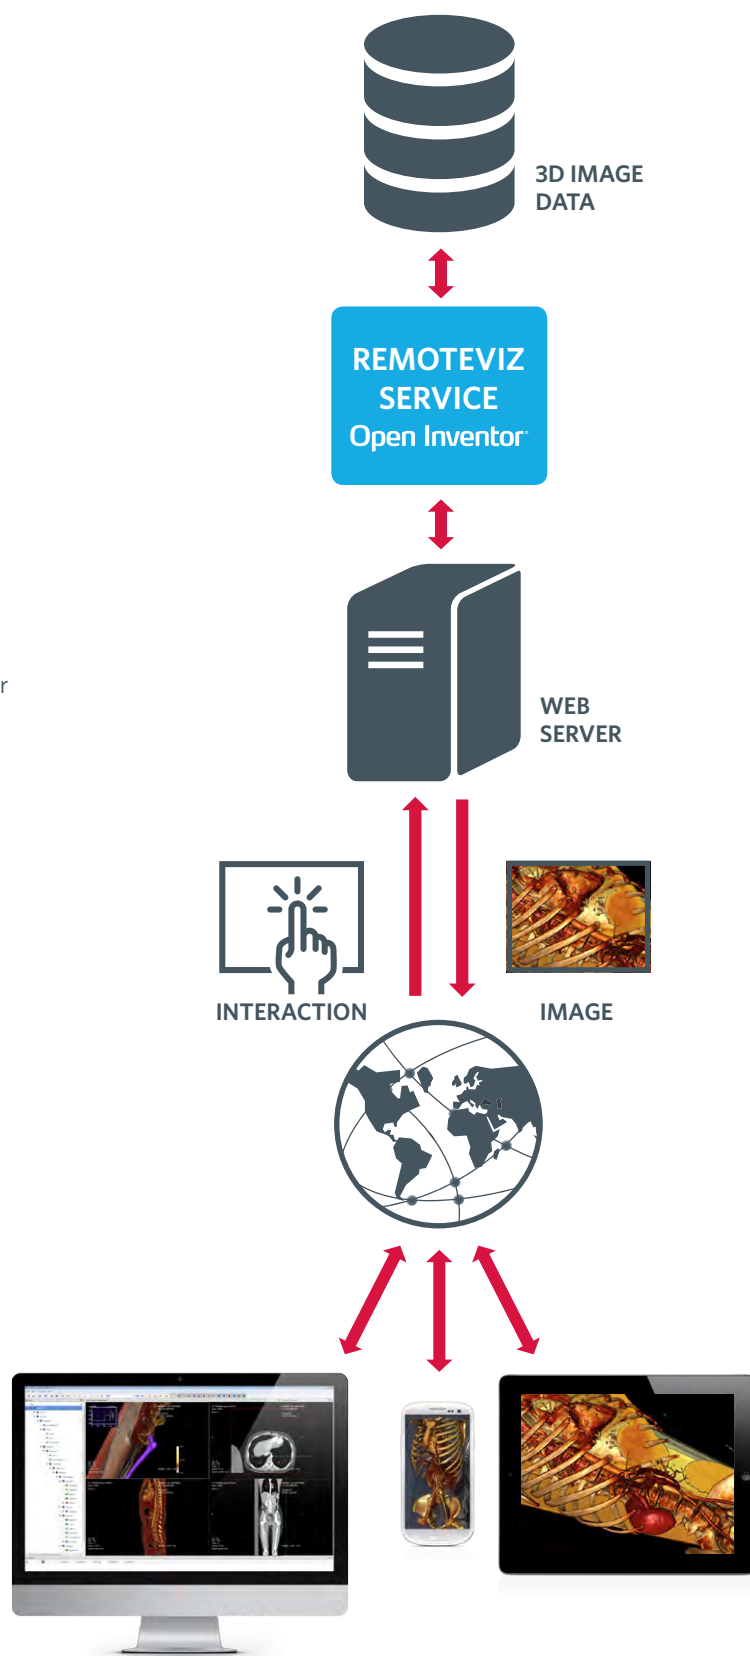 3D IMAGE
DATA
REMOTEVIZ
SERVICE
Open Inventor
r
WEB
SERVER
INTERACTION
IMAGE